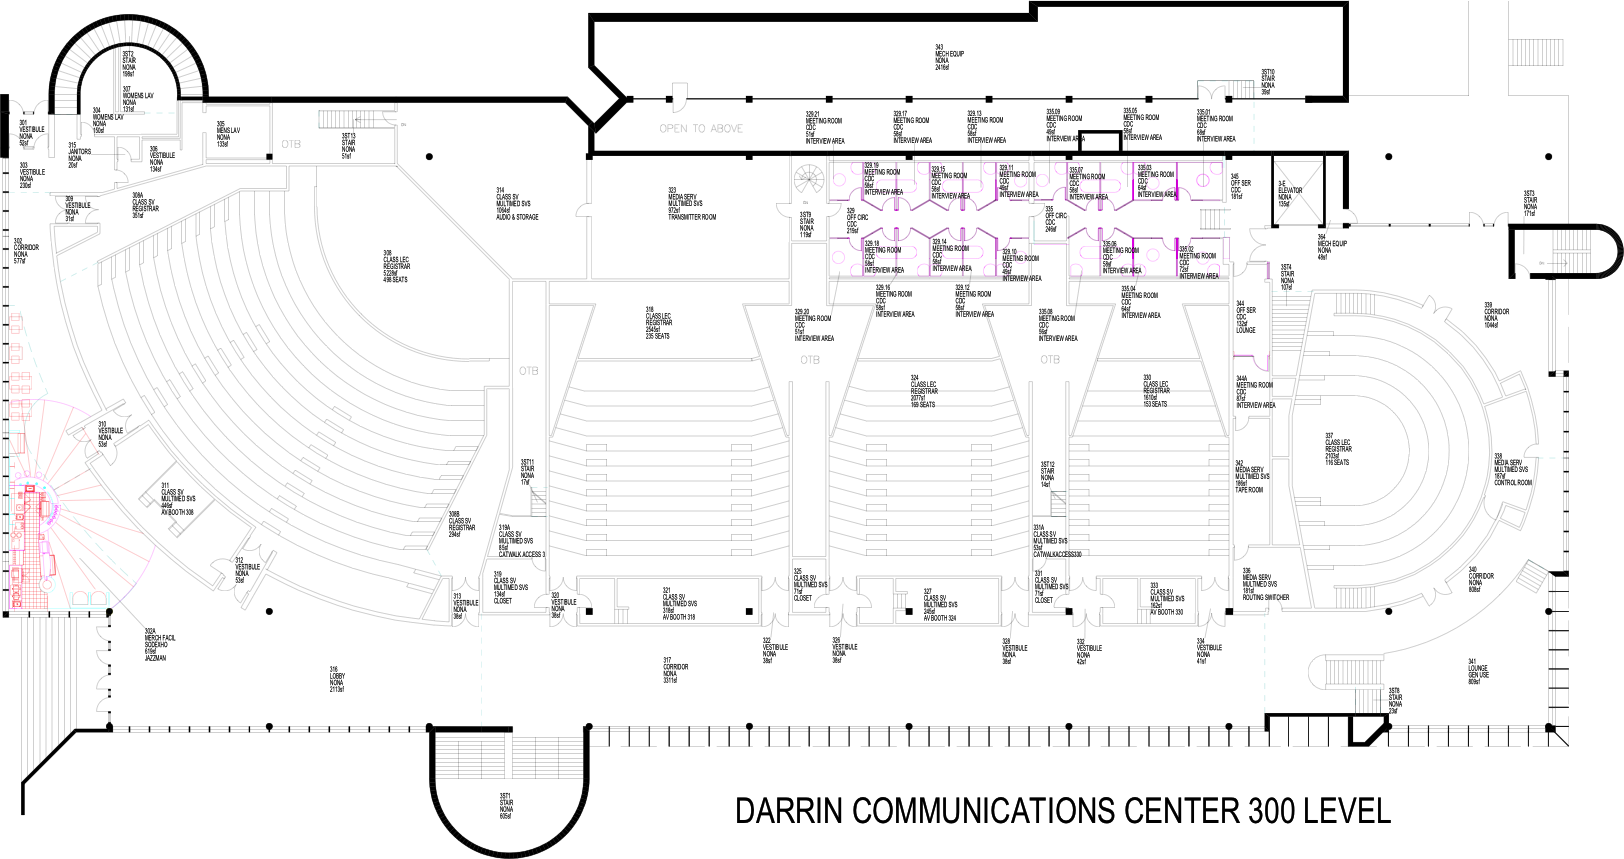 3ST2
STAIR
NONA
198sf
307
WOMENS LAV
NONA
131sf
304
WOMENS LAV
NONA
150sf
301
VESTIBULE
NONA
52sf
303
VESTIBULE
NONA
230sf
315
JANITORS
NONA
20sf
306
VESTIBULE
NONA
134sf
305
MENS LAV
NONA
133sf
OTB
3ST13
STAIR
NONA
51sf
DN
309
VESTIBULE
NONA
31sf
309A
CLASS SV
REGISTRAR
351sf
302
CORRIDOR
NONA
577sf
308
CLASS LEC
REGISTRAR
5228sf
498 SEATS
314
CLASS SV
MULTIMED SVS
1064sf
AUDIO & STORAGE
323
MEDIA SERV
MULTIMED SVS
972sf
TRANSMITTER ROOM
OPEN TO ABOVE
343
MECH EQUIP
NONA
2416sf
3ST10
STAIR
NONA
39sf
329.21
MEETING ROOM
CDC
51sf
INTERVIEW AREA
329.17
MEETING ROOM
CDC
58sf
INTERVIEW AREA
329.13
MEETING ROOM
CDC
58sf
INTERVIEW AREA
335.09
MEETING ROOM
CDC
49sf
INTERVIEW AREA
335.05
MEETING ROOM
CDC
58sf
INTERVIEW AREA
335.01
MEETING ROOM
CDC
68sf
INTERVIEW AREA
329.19
MEETING ROOM
CDC
58sf
INTERVIEW AREA
329.15
MEETING ROOM
CDC
58sf
INTERVIEW AREA
329.11
MEETING ROOM
CDC
48sf
INTERVIEW AREA
335.07
MEETING ROOM
CDC
58sf
INTERVIEW AREA
335.03
MEETING ROOM
CDC
64sf
INTERVIEW AREA
345
OFF SER
CDC
181sf
3-E
ELEVATOR
NONA
135sf
3ST3
STAIR
NONA
171sf
DN
3ST9
STAIR
NONA
119sf
329
OFF CIRC
CDC
219sf
335
OFF CIRC
CDC
246sf
329.18
MEETING ROOM
CDC
58sf
INTERVIEW AREA
329.14
MEETING ROOM
CDC
58sf
INTERVIEW AREA
329.10
MEETING ROOM
CDC
49sf
INTERVIEW AREA
335.06
MEETING ROOM
CDC
58sf
INTERVIEW AREA
335.02
MEETING ROOM
CDC
72sf
INTERVIEW AREA
364
MECH EQUIP
NONA
48sf
DN
3ST4
STAIR
NONA
107sf
329.16
MEETING ROOM
CDC
58sf
INTERVIEW AREA
329.12
MEETING ROOM
CDC
58sf
INTERVIEW AREA
335.04
MEETING ROOM
CDC
64sf
INTERVIEW AREA
329.20
MEETING ROOM
CDC
51sf
INTERVIEW AREA
335.08
MEETING ROOM
CDC
56sf
INTERVIEW AREA
344
OFF SER
CDC
132sf
LOUNGE
339
CORRIDOR
NONA
1044sf
318
CLASS LEC
REGISTRAR
2545sf
235 SEATS
OTB
OTB
OTB
324
CLASS LEC
REGISTRAR
2077sf
169 SEATS
330
CLASS LEC
REGISTRAR
1610sf
153 SEATS
344A
MEETING ROOM
CDC
87sf
INTERVIEW AREA
310
VESTIBULE
NONA
53sf
337
CLASS LEC
REGISTRAR
2103sf
116 SEATS
311
CLASS SV
MULTIMED SVS
446sf
AV BOOTH 308
3ST11
STAIR
NONA
17sf
3ST12
STAIR
NONA
14sf
342
MEDIA SERV
MULTIMED SVS
186sf
TAPE ROOM
338
MEDIA SERV
MULTIMED SVS
187sf
CONTROL ROOM
308B
CLASS SV
REGISTRAR
294sf
319A
CLASS SV
MULTIMED SVS
85sf
CATWALK ACCESS 3
331A
CLASS SV
MULTIMED SVS
53sf
CATWALKACCESS330
312
VESTIBULE
NONA
53sf
319
CLASS SV
MULTIMED SVS
134sf
CLOSET
325
CLASS SV
MULTIMED SVS
71sf
CLOSET
331
CLASS SV
MULTIMED SVS
71sf
CLOSET
336
MEDIA SERV
MULTIMED SVS
181sf
ROUTING SWITCHER
340
CORRIDOR
NONA
808sf
313
VESTIBULE
NONA
38sf
320
VESTIBULE
NONA
38sf
321
CLASS SV
MULTIMED SVS
318sf
AV BOOTH 318
327
CLASS SV
MULTIMED SVS
245sf
AV BOOTH 324
333
CLASS SV
MULTIMED SVS
162sf
AV BOOTH 330
302A
MERCH FACIL
SODEXHO
619sf
JAZZMAN
322
VESTIBULE
NONA
38sf
326
VESTIBULE
NONA
38sf
328
VESTIBULE
NONA
38sf
332
VESTIBULE
NONA
42sf
334
VESTIBULE
NONA
41sf
316
LOBBY
NONA
2113sf
317
CORRIDOR
NONA
3311sf
341
LOUNGE
GEN USE
809sf
3ST8
STAIR
NONA
23sf
3ST1
STAIR
NONA
605sf
DARRIN COMMUNICATIONS CENTER 300 LEVEL